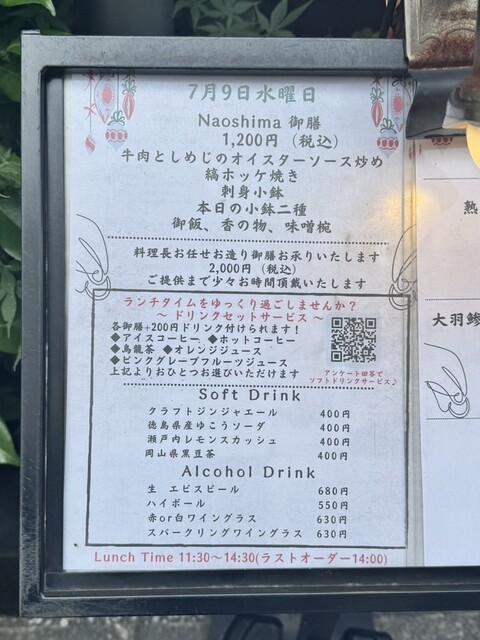 7月9日水曜日
Naoshima 御膳
1,200円 （税込）
牛肉としめじのオイスターソース炒め
縞ホッケ焼き
刺身小鉢
本日の小鉢二種
御飯、香の物、味噌椀
料理長お任せお造り御膳お承りいたします
2,000円（税込）
ご提供まで少々お時間頂戴いたします
ランチタイムをゆっくり過ごしませんか？
～ ドリンクセットサービス ～
各御膳+200円ドリンク付けられます！
◆アイスコーヒー ◆ホットコーヒー
◆烏龍茶 ◆オレンジジュース
◆ピンクグレープフルーツジュース
上記よりおひとつお選びいただけます
アンケート回答で
ソフトドリンクサービス♪
Soft Drink
クラフトジンジャエール 400円
徳島県産ゆこうソーダ 400円
瀬戸内レモンスカッシュ 400円
岡山県黒豆茶 400円
Alcohol Drink
生 エビスビール 680円
ハイボール 550円
赤or白ワイングラス 630円
スパークリングワイングラス 630円
Lunch Time 11:30～14:30(ラストオーダー14:00)
熟
大羽鯵